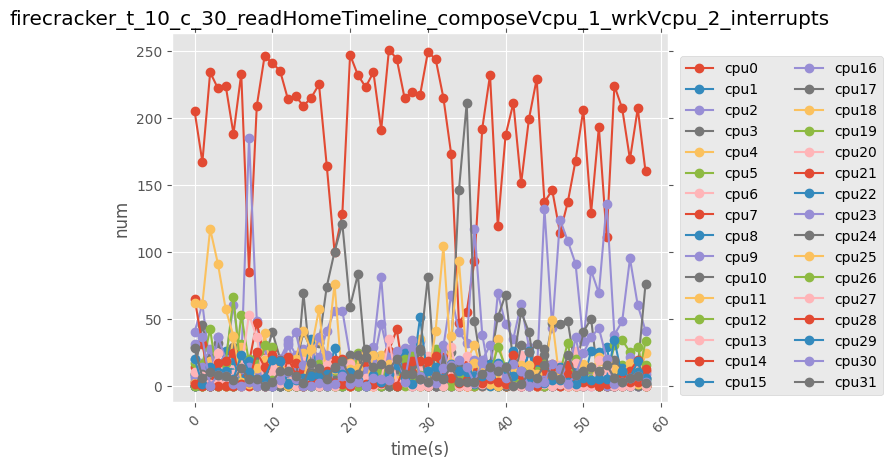 firecracker_t_10_c_30_readHomeTimeline_composeVcpu_1_wrkVcpu_2_interrupts
num
250
200
150
100
50
0
0
10
20
30
40
50
60
time(s)
cpu0
cpu1
cpu2
cpu3
cpu4
cpu5
cpu6
cpu7
cpu8
cpu9
cpu10
cpu11
cpu12
cpu13
cpu14
cpu15
cpu16
cpu17
cpu18
cpu19
cpu20
cpu21
cpu22
cpu23
cpu24
cpu25
cpu26
cpu27
cpu28
cpu29
cpu30
cpu31